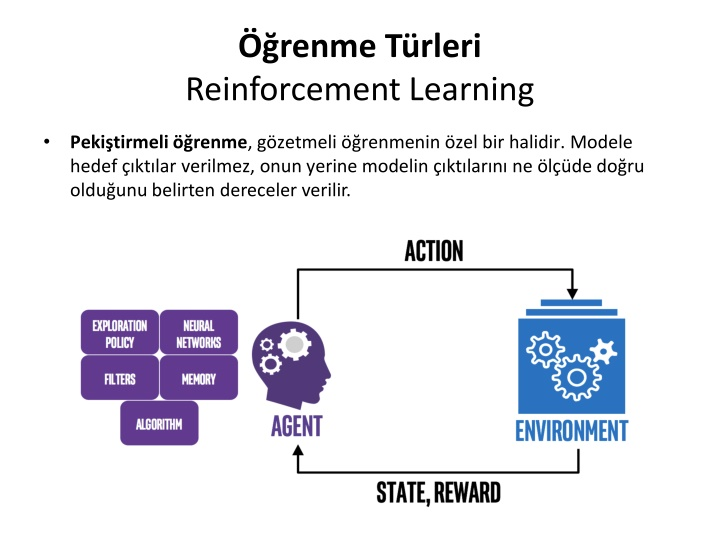 Öğrenme Türleri
Reinforcement Learning
• Pekiştirmeli öğrenme, gözetmeli öğrenmenin özel bir halidir. Modele
hedef çıktılar verilmez, onun yerine modelin çıktılarını ne ölçüde doğru
olduğunu belirten dereceler verilir.
ACTION
EXPLORATION
POLICY
NEURAL
NETWORKS
FILTERS
MEMORY
ALGORITHM
AGENT
ENVIRONMENT
STATE, REWARD